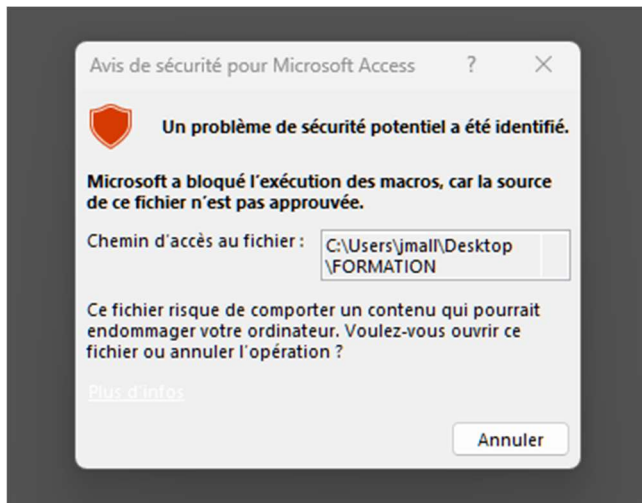 Avis de sécurité pour Microsoft Access ?
Un problème de sécurité potentiel a été identifié.
Microsoft a bloqué l'exécution des macros, car la source
de ce fichier n'est pas approuvée.
Chemin d'accès au fichier : C:\Users\jmall\Desktop
\FORMATION
Ce fichier risque de comporter un contenu qui pourrait
endommager votre ordinateur. Voulez-vous ouvrir ce
fichier ou annuler l'opération ?
Plus d'infos
Annuler